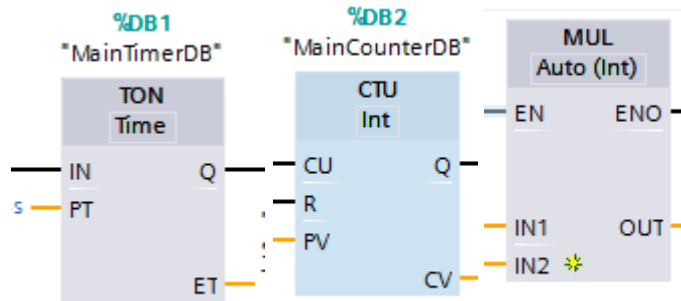 %DB1
"MainTimerDB"
TON
Time
IN Q
s PT
ET
%DB2
"MainCounterDB"
CTU
Int
CU Q
R
PV
CV
MUL
Auto (Int)
EN ENO
IN1 OUT
IN2